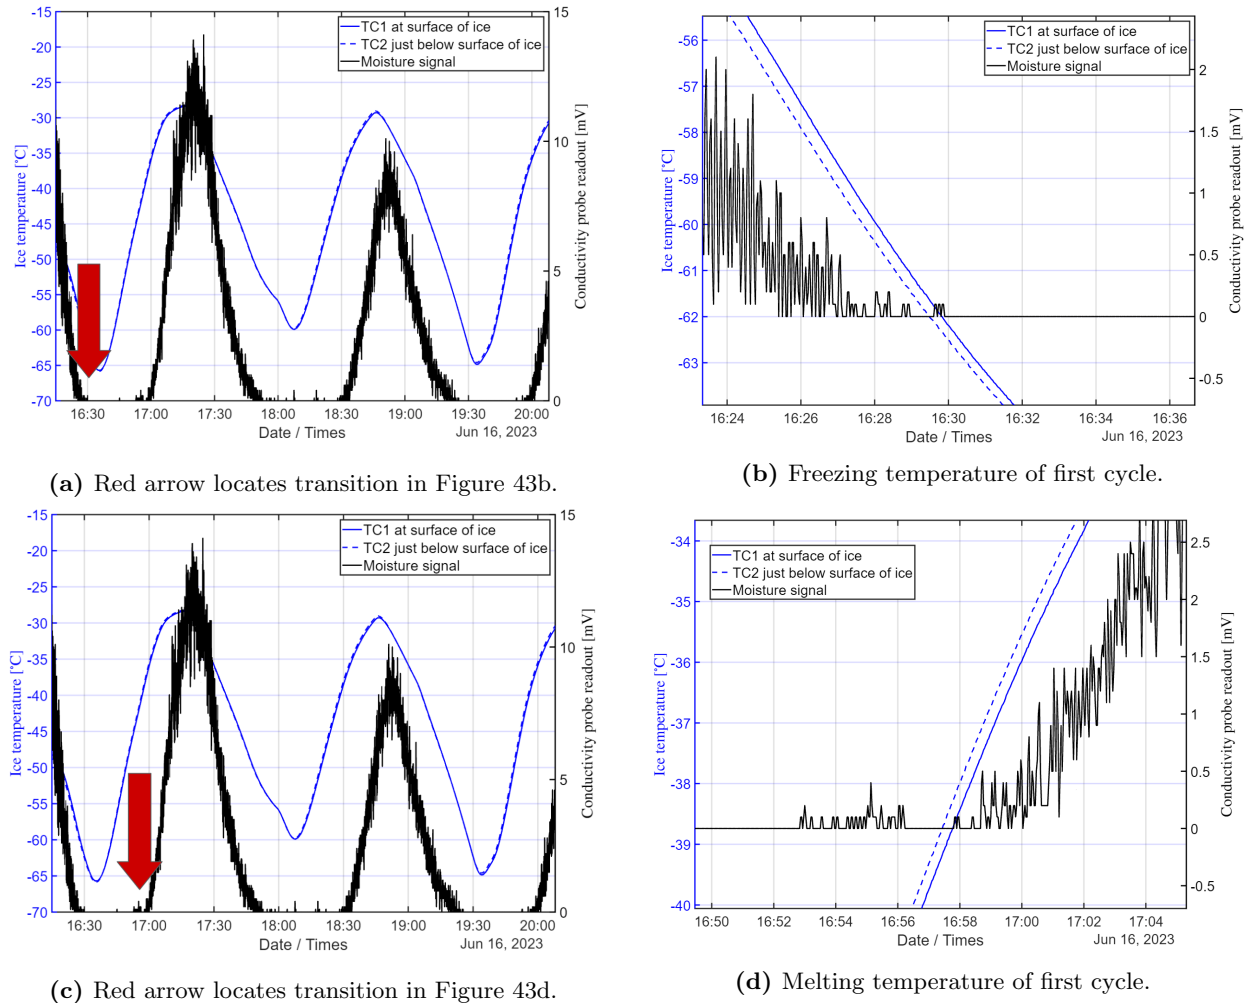 -15
-20
-25
-30
-35
-40
-45
-50
-55
-60
-65
-70
Ice temperature [°C]
TC1 at surface of ice
TC2 just below surface of ice
Moisture signal
15
10
5
0
Conductivity probe readout [mV]
16:30 17:00 17:30 18:00 18:30 19:00 19:30 20:00
Date / Times
Jun 16, 2023
(a) Red arrow locates transition in Figure 43b.
-56
-57
-58
-59
-60
-61
-62
-63
Ice temperature [°C]
TC1 at surface of ice
TC2 just below surface of ice
Moisture signal
2
1.5
1
0.5
0
-0.5
Conductivity probe readout [mV]
16:24 16:26 16:28 16:30 16:32 16:34 16:36
Date / Times
Jun 16, 2023
(b) Freezing temperature of first cycle.
-15
-20
-25
-30
-35
-40
-45
-50
-55
-60
-65
-70
Ice temperature [°C]
TC1 at surface of ice
TC2 just below surface of ice
Moisture signal
15
10
5
0
Conductivity probe readout [mV]
16:30 17:00 17:30 18:00 18:30 19:00 19:30 20:00
Date / Times
Jun 16, 2023
(c) Red arrow locates transition in Figure 43d.
-34
-35
-36
-37
-38
-39
-40
Ice temperature [°C]
TC1 at surface of ice
TC2 just below surface of ice
Moisture signal
2.5
2
1.5
1
0.5
0
-0.5
Conductivity probe readout [mV]
16:50 16:52 16:54 16:56 16:58 17:00 17:02 17:04
Date / Times
Jun 16, 2023
(d) Melting temperature of first cycle.